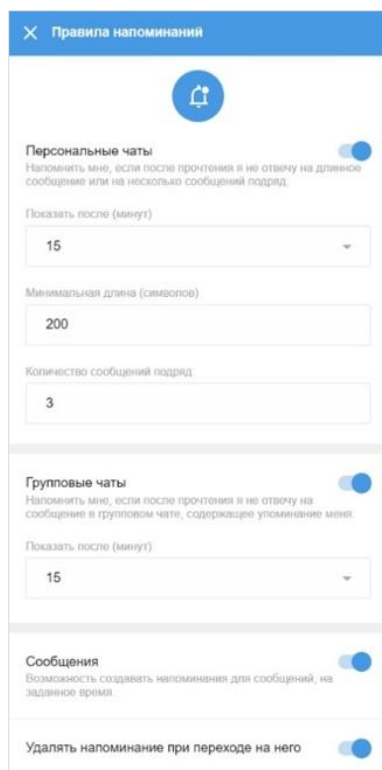 Правила напоминаний
Персональные чаты
Напомнить мне, если после прочтения я не отвечу на длинное
сообщение или на несколько сообщений подряд.
Показать после (минут)
15
Минимальная длина (символов)
200
Количество сообщений подряд
3
Групповые чаты
Напомнить мне, если после прочтения я не отвечу на
сообщение в групповом чате, содержащее упоминание меня.
Показать после (минут)
15
Сообщения
Возможность создавать напоминания для сообщений, на
заданное время.
Удалять напоминание при переходе на него